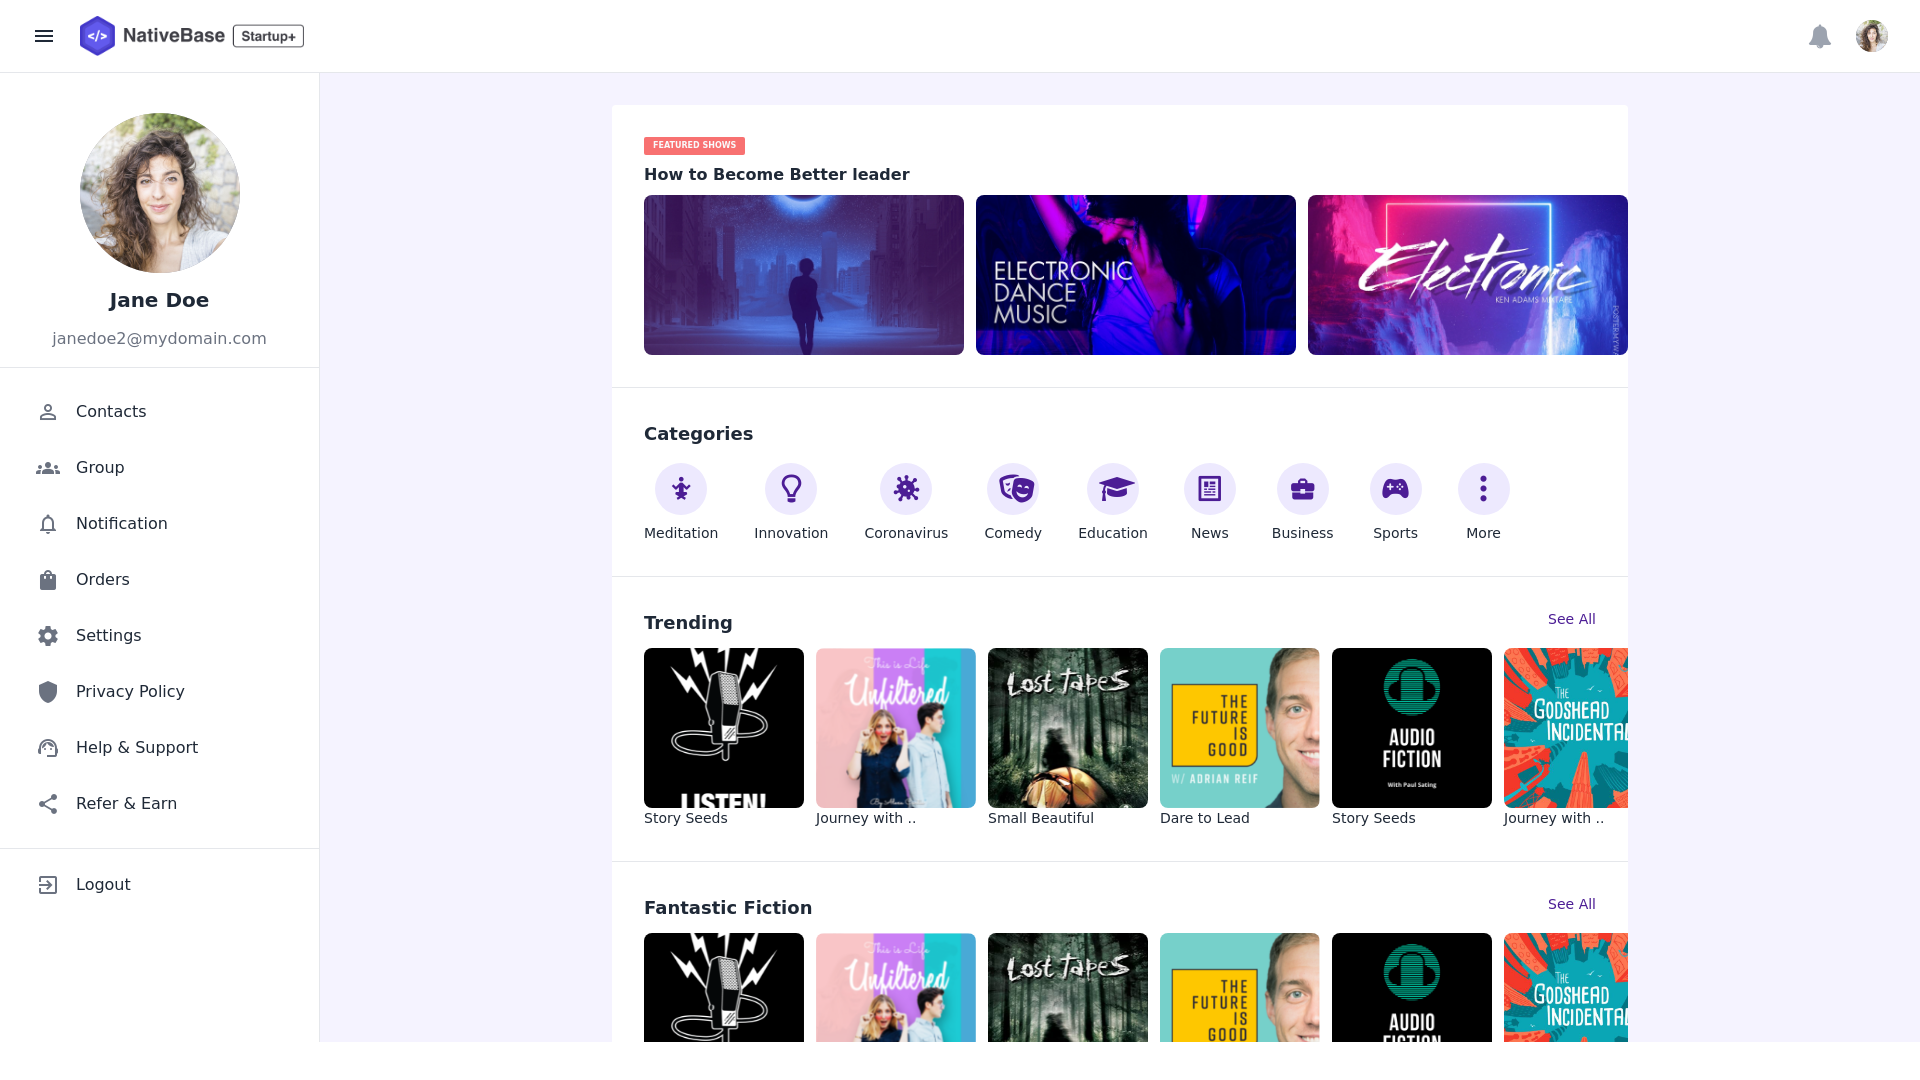 </> NativeBase Startup+
Jane Doe
janedoe2@mydomain.com
Contacts
Group
Notification
Orders
Settings
Privacy Policy
Help & Support
Refer & Earn
Logout
FEATURED SHOWS
How to Become Better leader
ELECTRONIC
DANCE
MUSIC
Electronic
KEN ADAMS MIXTAPE
Categories
Meditation
Innovation
Coronavirus
Comedy
Education
News
Business
Sports
More
Trending
See All
LISTEN!
Story Seeds
This is Life
Unfiltered
Journey with ..
Lost Tapes
Small Beautiful
THE
FUTURE
IS
GOOD
W/ ADRIAN REIF
Dare to Lead
AUDIO
FICTION
With Paul Sating
Story Seeds
THE
GODSHEAD
INCIDENTA
Journey with ..
Fantastic Fiction
See All
This is Life
Unfiltered
Lost Tapes
THE
FUTURE
IS
GOOD
AUDIO
FICTION
THE
GODSHEAD
INCIDENTA